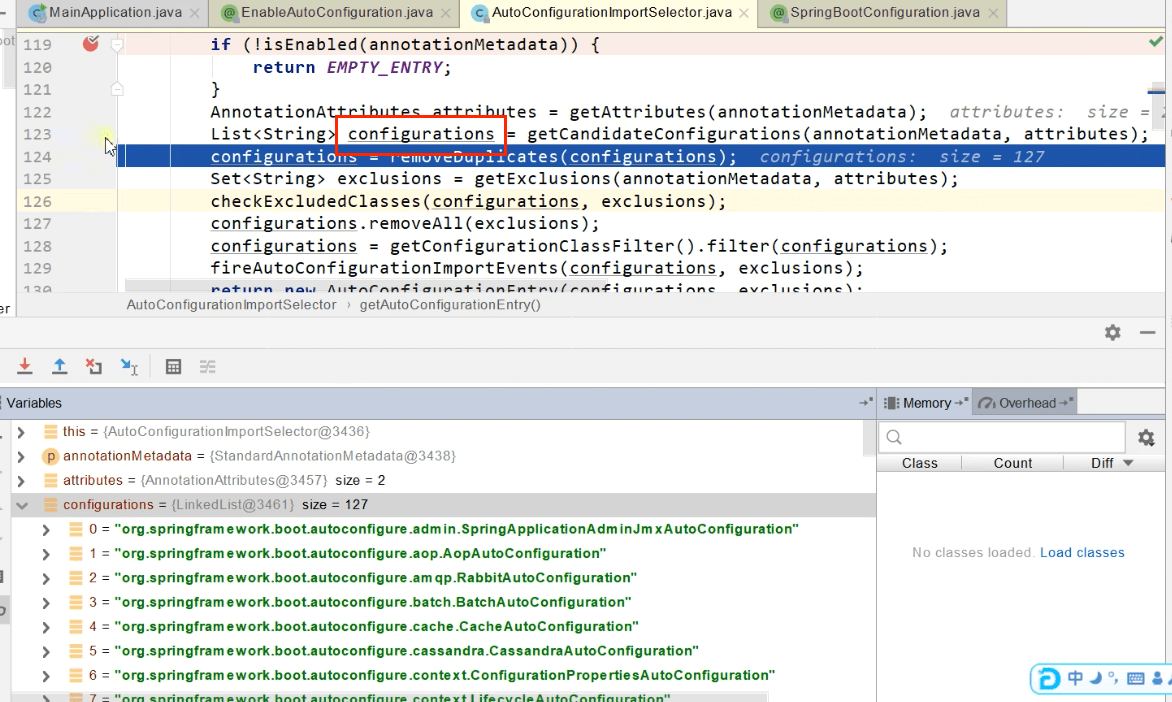 MainApplication.java EnableAutoConfiguration.java AutoConfigurationImportSelector.java SpringBootConfiguration.java
119 if (!isEnabled(annotationMetadata)) {
120 return EMPTY_ENTRY;
121 }
122 AnnotationAttributes attributes = getAttributes(annotationMetadata); attributes: size =
123 List<String> configurations = getCandidateConfigurations(annotationMetadata, attributes);
124 configurations = removeDuplicates(configurations); configurations: size = 127
125 Set<String> exclusions = getExclusions(annotationMetadata, attributes);
126 checkExcludedClasses(configurations, exclusions);
127 configurations.removeAll(exclusions);
128 configurations = getConfigurationClassFilter().filter(configurations);
129 fireAutoConfigurationImportEvents(configurations, exclusions);
130 return new AutoConfigurationEntry(configurations, exclusions);
er AutoConfigurationImportSelector › getAutoConfigurationEntry()
Variables Memory Overhead
this = {AutoConfigurationImportSelector@3436}
p annotationMetadata = {StandardAnnotationMetadata@3438}
attributes = {AnnotationAttributes@3457} size = 2
configurations = {LinkedList@3461} size = 127
0 = "org.springframework.boot.autoconfigure.admin.SpringApplicationAdminJmxAutoConfiguration"
1 = "org.springframework.boot.autoconfigure.aop.AopAutoConfiguration"
2 = "org.springframework.boot.autoconfigure.amqp.RabbitAutoConfiguration"
3 = "org.springframework.boot.autoconfigure.batch.BatchAutoConfiguration"
4 = "org.springframework.boot.autoconfigure.cache.CacheAutoConfiguration"
5 = "org.springframework.boot.autoconfigure.cassandra.CassandraAutoConfiguration"
6 = "org.springframework.boot.autoconfigure.context.ConfigurationPropertiesAutoConfiguration"
7 = "org.springframework.boot.autoconfigure.context.LifecycleAutoConfiguration"
Class Count Diff
No classes loaded. Load classes
中